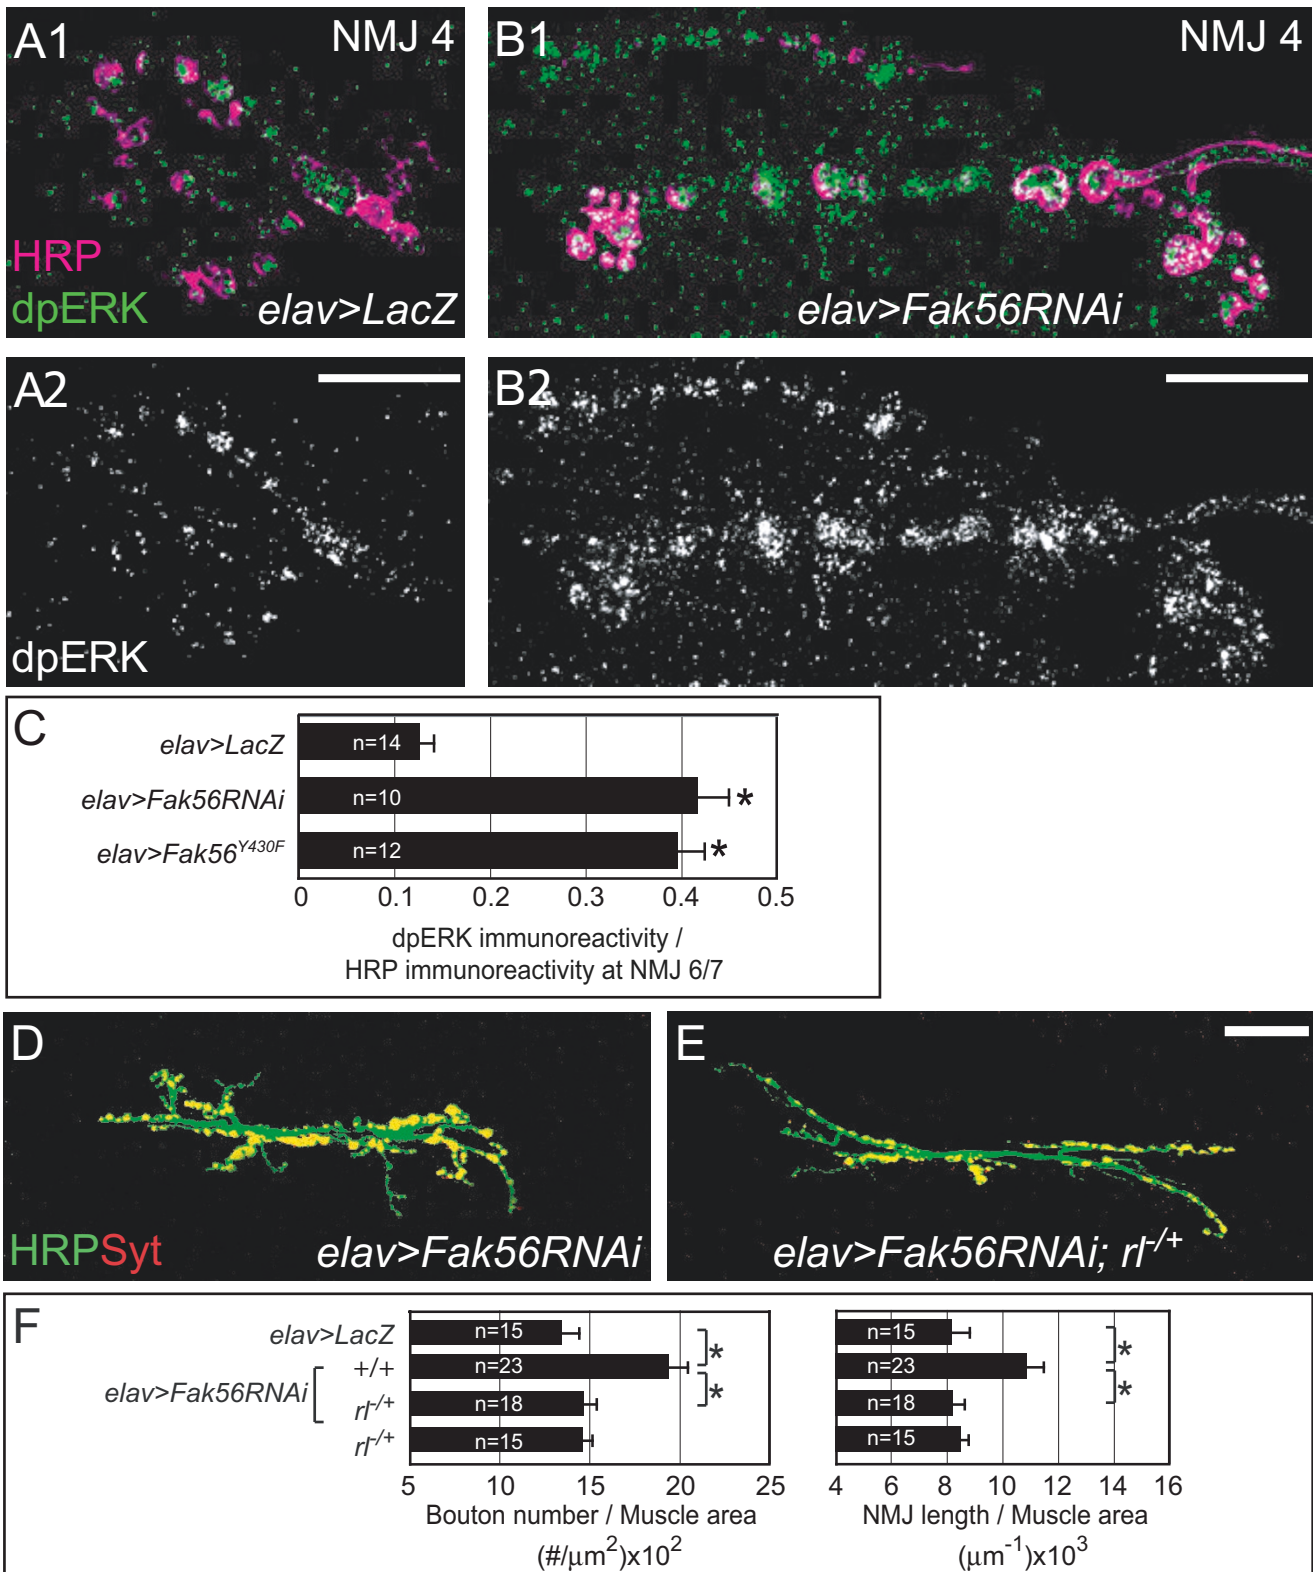 A1 NMJ 4
HRP
dpERK elav>LacZ
B1 NMJ 4
elav>Fak56RNAi
A2
dpERK
B2
C
elav>LacZ n=14
elav>Fak56RNAi n=10 *
elav>Fak56^Y430F n=12 *
0 0.1 0.2 0.3 0.4 0.5
dpERK immunoreactivity /
HRP immunoreactivity at NMJ 6/7
D
HRPSyt elav>Fak56RNAi
E
elav>Fak56RNAi; rl^-/+
F
elav>LacZ n=15 n=15
+/+ n=23 * n=23 *
elav>Fak56RNAi
rl^-/+ n=18 * n=18 *
rl^-/+ n=15 n=15
5 10 15 20 25
Bouton number / Muscle area
(#/μm²)x10²
4 6 8 10 12 14 16
NMJ length / Muscle area
(μm⁻¹)x10³